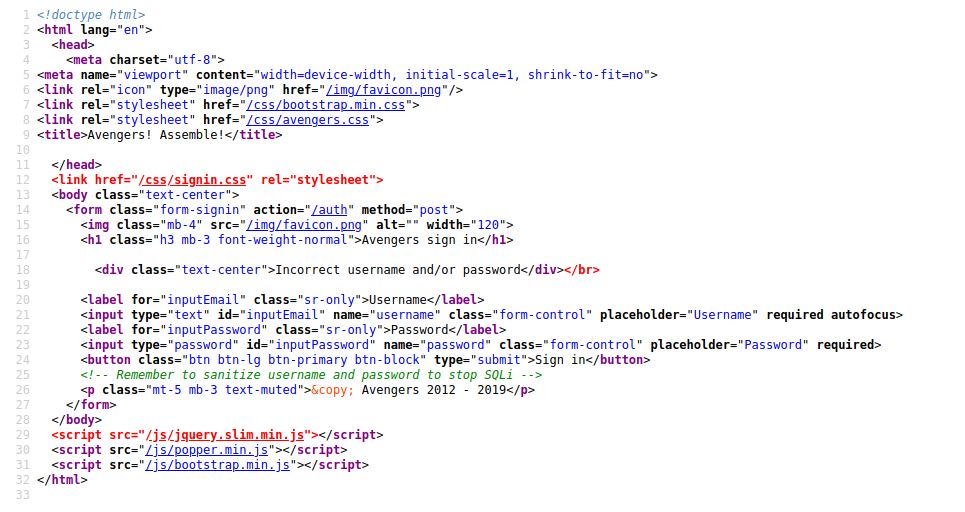 1 <!doctype html>
2 <html lang="en">
3 <head>
4 <meta charset="utf-8">
5 <meta name="viewport" content="width=device-width, initial-scale=1, shrink-to-fit=no">
6 <link rel="icon" type="image/png" href="/img/favicon.png"/>
7 <link rel="stylesheet" href="/css/bootstrap.min.css">
8 <link rel="stylesheet" href="/css/avengers.css">
9 <title>Avengers! Assemble!</title>
10
11 </head>
12 <link href="/css/signin.css" rel="stylesheet">
13 <body class="text-center">
14 <form class="form-signin" action="/auth" method="post">
15 <img class="mb-4" src="/img/favicon.png" alt="" width="120">
16 <h1 class="h3 mb-3 font-weight-normal">Avengers sign in</h1>
17
18 <div class="text-center">Incorrect username and/or password</div></br>
19
20 <label for="inputEmail" class="sr-only">Username</label>
21 <input type="text" id="inputEmail" name="username" class="form-control" placeholder="Username" required autofocus>
22 <label for="inputPassword" class="sr-only">Password</label>
23 <input type="password" id="inputPassword" name="password" class="form-control" placeholder="Password" required>
24 <button class="btn btn-lg btn-primary btn-block" type="submit">Sign in</button>
25 <!-- Remember to sanitize username and password to stop SQLi -->
26 <p class="mt-5 mb-3 text-muted">&copy; Avengers 2012 - 2019</p>
27 </form>
28 </body>
29 <script src="/js/jquery.slim.min.js"></script>
30 <script src="/js/popper.min.js"></script>
31 <script src="/js/bootstrap.min.js"></script>
32 </html>
33